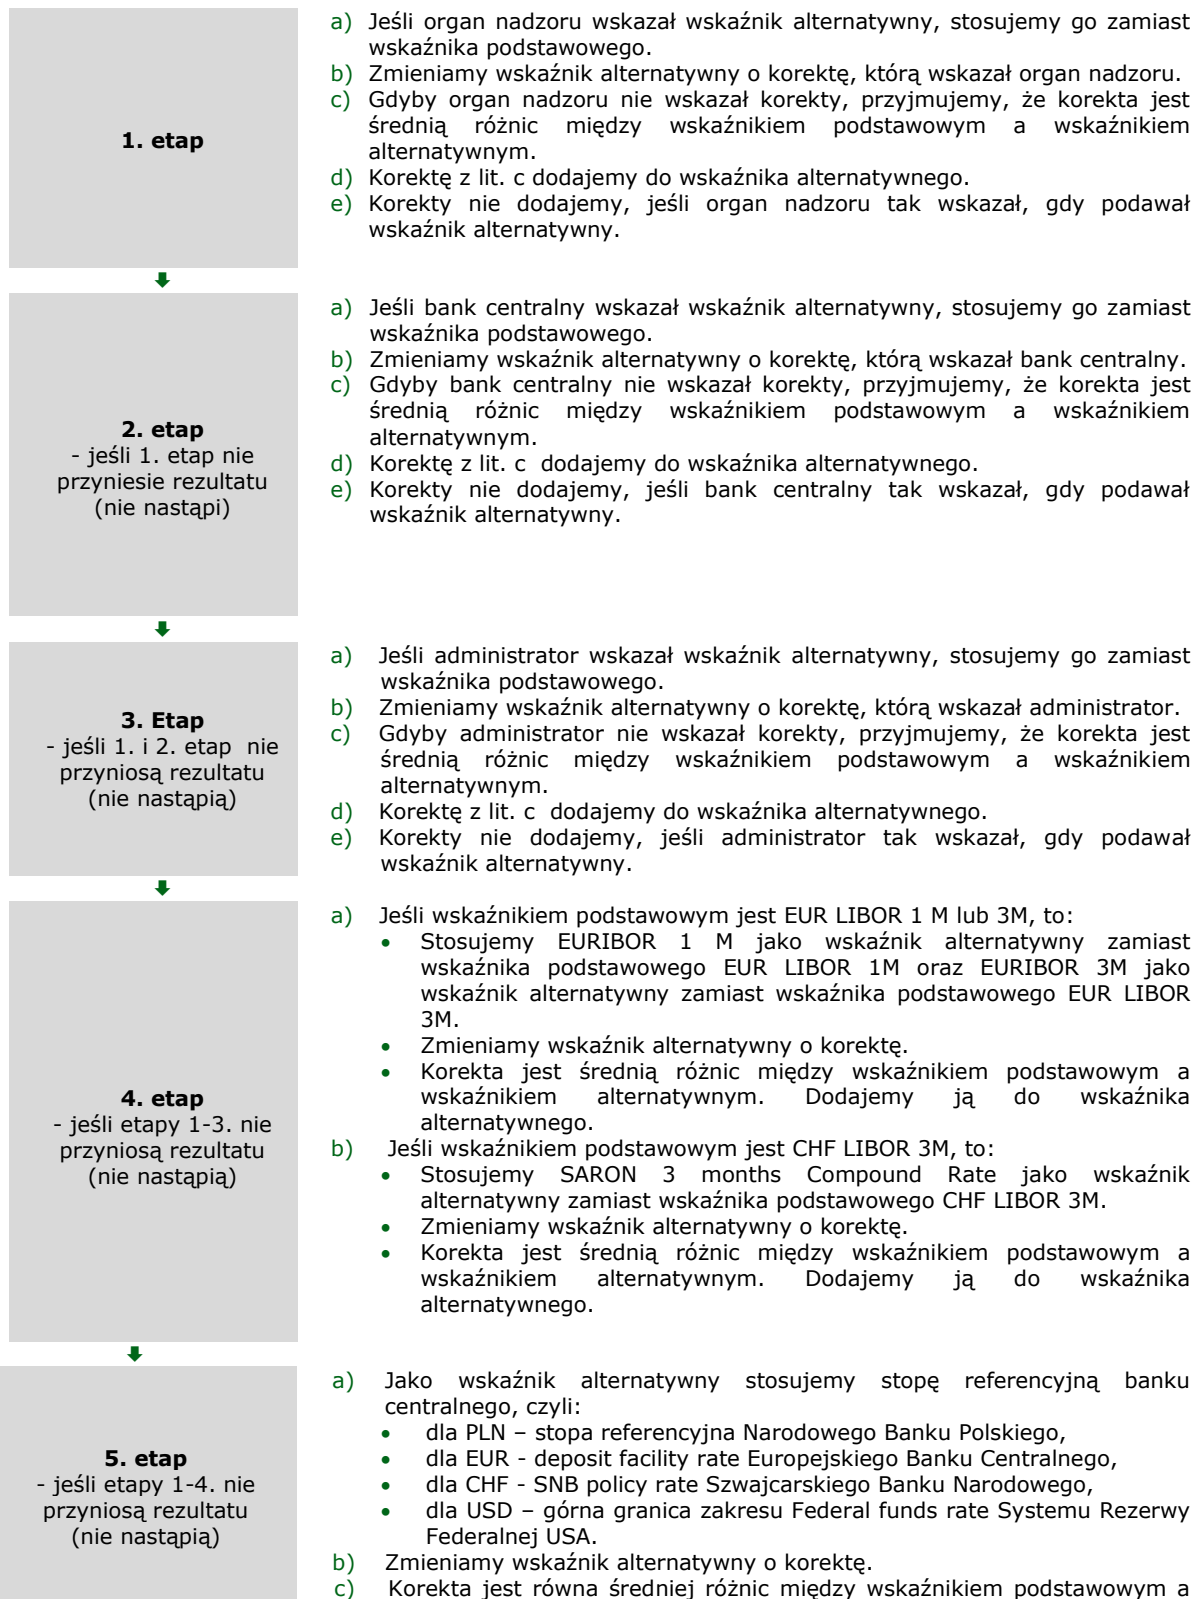 1. etap
a) Jeśli organ nadzoru wskazał wskaźnik alternatywny, stosujemy go zamiast
wskaźnika podstawowego.
b) Zmieniamy wskaźnik alternatywny o korektę, którą wskazał organ nadzoru.
c) Gdyby organ nadzoru nie wskazał korekty, przyjmujemy, że korekta jest
średnią różnic między wskaźnikiem podstawowym a wskaźnikiem
alternatywnym.
d) Korektę z lit. c dodajemy do wskaźnika alternatywnego.
e) Korekty nie dodajemy, jeśli organ nadzoru tak wskazał, gdy podawał
wskaźnik alternatywny.
2. etap
- jeśli 1. etap nie
przyniesie rezultatu
(nie nastąpi)
a) Jeśli bank centralny wskazał wskaźnik alternatywny, stosujemy go zamiast
wskaźnika podstawowego.
b) Zmieniamy wskaźnik alternatywny o korektę, którą wskazał bank centralny.
c) Gdyby bank centralny nie wskazał korekty, przyjmujemy, że korekta jest
średnią różnic między wskaźnikiem podstawowym a wskaźnikiem
alternatywnym.
d) Korektę z lit. c dodajemy do wskaźnika alternatywnego.
e) Korekty nie dodajemy, jeśli bank centralny tak wskazał, gdy podawał
wskaźnik alternatywny.
3. Etap
- jeśli 1. i 2. etap nie
przyniosą rezultatu
(nie nastąpią)
a) Jeśli administrator wskazał wskaźnik alternatywny, stosujemy go zamiast
wskaźnika podstawowego.
b) Zmieniamy wskaźnik alternatywny o korektę, którą wskazał administrator.
c) Gdyby administrator nie wskazał korekty, przyjmujemy, że korekta jest
średnią różnic między wskaźnikiem podstawowym a wskaźnikiem
alternatywnym.
d) Korektę z lit. c dodajemy do wskaźnika alternatywnego.
e) Korekty nie dodajemy, jeśli administrator tak wskazał, gdy podawał
wskaźnik alternatywny.
4. etap
- jeśli etapy 1-3. nie
przyniosą rezultatu
(nie nastąpią)
a) Jeśli wskaźnikiem podstawowym jest EUR LIBOR 1 M lub 3M, to:
• Stosujemy EURIBOR 1 M jako wskaźnik alternatywny zamiast
wskaźnika podstawowego EUR LIBOR 1M oraz EURIBOR 3M jako
wskaźnik alternatywny zamiast wskaźnika podstawowego EUR LIBOR
3M.
• Zmieniamy wskaźnik alternatywny o korektę.
• Korekta jest średnią różnic między wskaźnikiem podstawowym a
wskaźnikiem alternatywnym. Dodajemy ją do wskaźnika
alternatywnego.
b) Jeśli wskaźnikiem podstawowym jest CHF LIBOR 3M, to:
• Stosujemy SARON 3 months Compound Rate jako wskaźnik
alternatywny zamiast wskaźnika podstawowego CHF LIBOR 3M.
• Zmieniamy wskaźnik alternatywny o korektę.
• Korekta jest średnią różnic między wskaźnikiem podstawowym a
wskaźnikiem alternatywnym. Dodajemy ją do wskaźnika
alternatywnego.
5. etap
- jeśli etapy 1-4. nie
przyniosą rezultatu
(nie nastąpią)
a) Jako wskaźnik alternatywny stosujemy stopę referencyjną banku
centralnego, czyli:
• dla PLN – stopa referencyjna Narodowego Banku Polskiego,
• dla EUR - deposit facility rate Europejskiego Banku Centralnego,
• dla CHF - SNB policy rate Szwajcarskiego Banku Narodowego,
• dla USD – górna granica zakresu Federal funds rate Systemu Rezerwy
Federalnej USA.
b) Zmieniamy wskaźnik alternatywny o korektę.
c) Korekta jest równa średniej różnic między wskaźnikiem podstawowym a